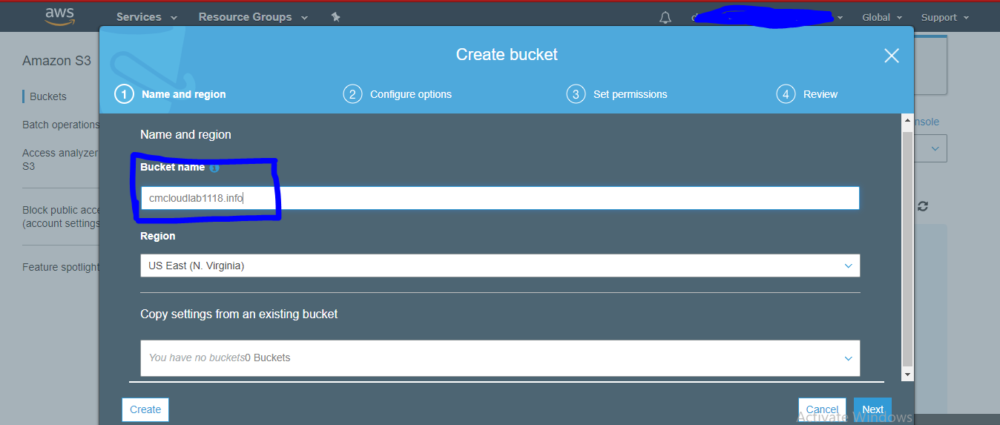 aws Services Resource Groups Global Support
Create bucket
1 Name and region 2 Configure options 3 Set permissions 4 Review
Amazon S3
Buckets
Batch operations
Access analyzer
S3
Block public acce
(account settings
Feature spotlight
nsole
Name and region
Bucket name
cmcloudlab1118.info
Region
US East (N. Virginia)
Copy settings from an existing bucket
You have no buckets0 Buckets
Create Cancel Next
Activate Windows